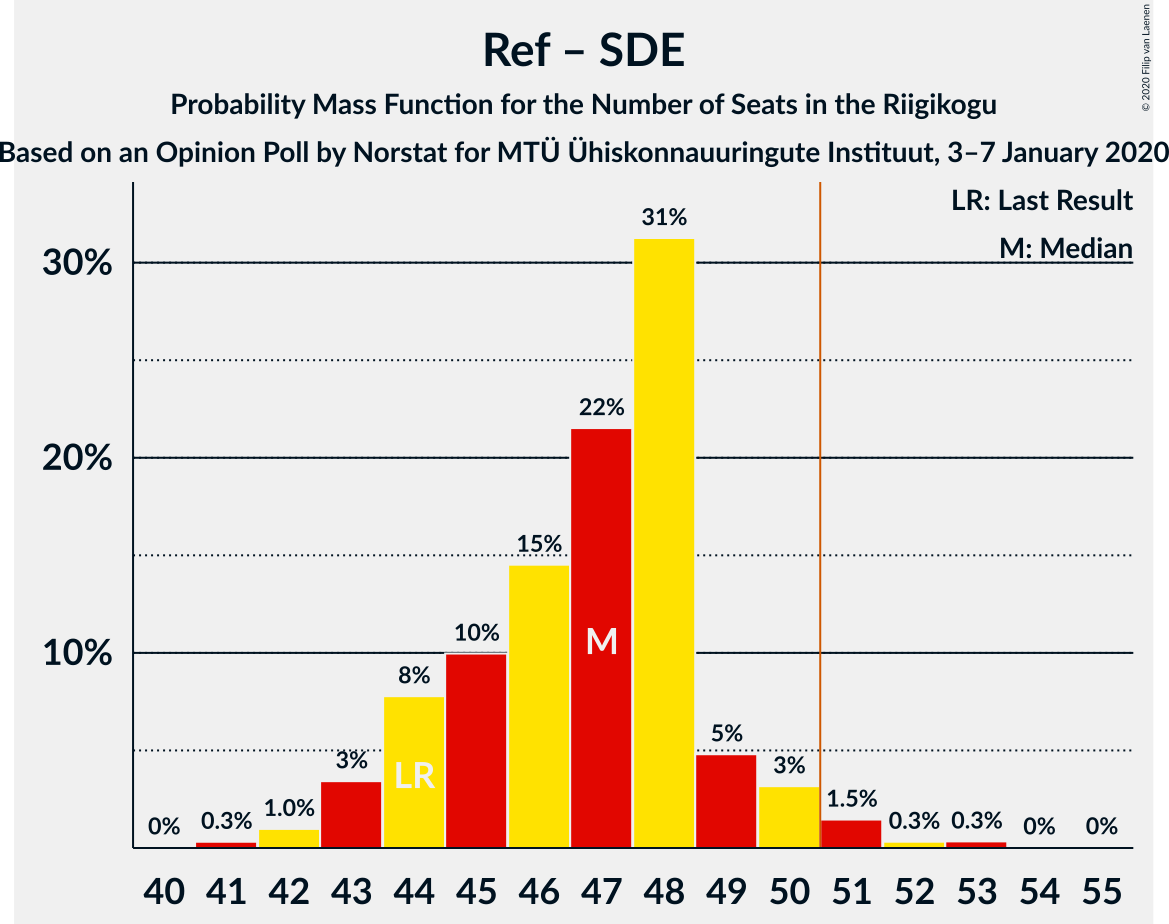 Ref – SDE
Probability Mass Function for the Number of Seats in the Riigikogu
Based on an Opinion Poll by Norstat for MTÜ Ühiskonnauuringute Instituut, 3–7 January 2020
© 2020 Filip van Laenen
LR: Last Result
M: Median
30%
20%
10%
0%
0.3%
1.0%
3%
8%
10%
15%
22%
31%
5%
3%
1.5%
0.3%
0.3%
0%
0%
LR
M
40 41 42 43 44 45 46 47 48 49 50 51 52 53 54 55